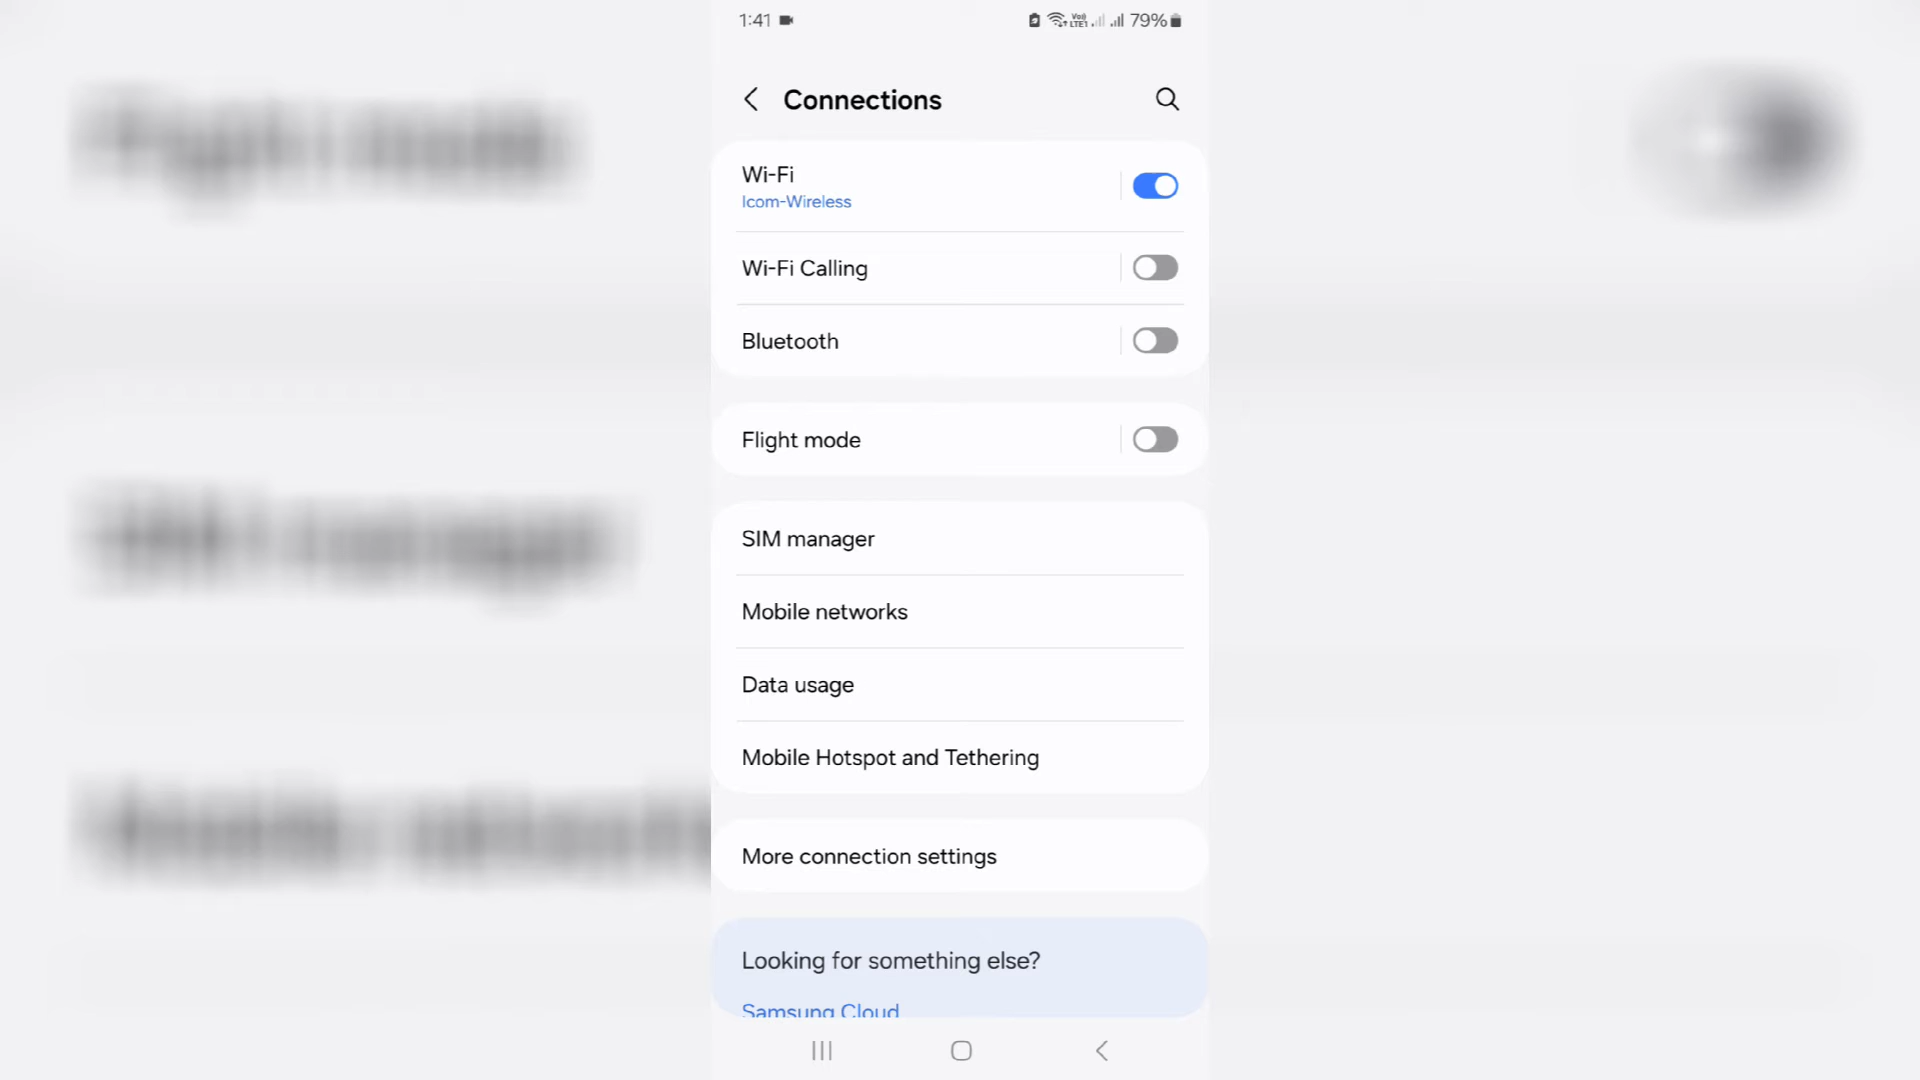 1:41 79%
Connections
Wi-Fi
Icom-Wireless
Wi-Fi Calling
Bluetooth
Flight mode
SIM manager
Mobile networks
Data usage
Mobile Hotspot and Tethering
More connection settings
Looking for something else?
Samsung Cloud